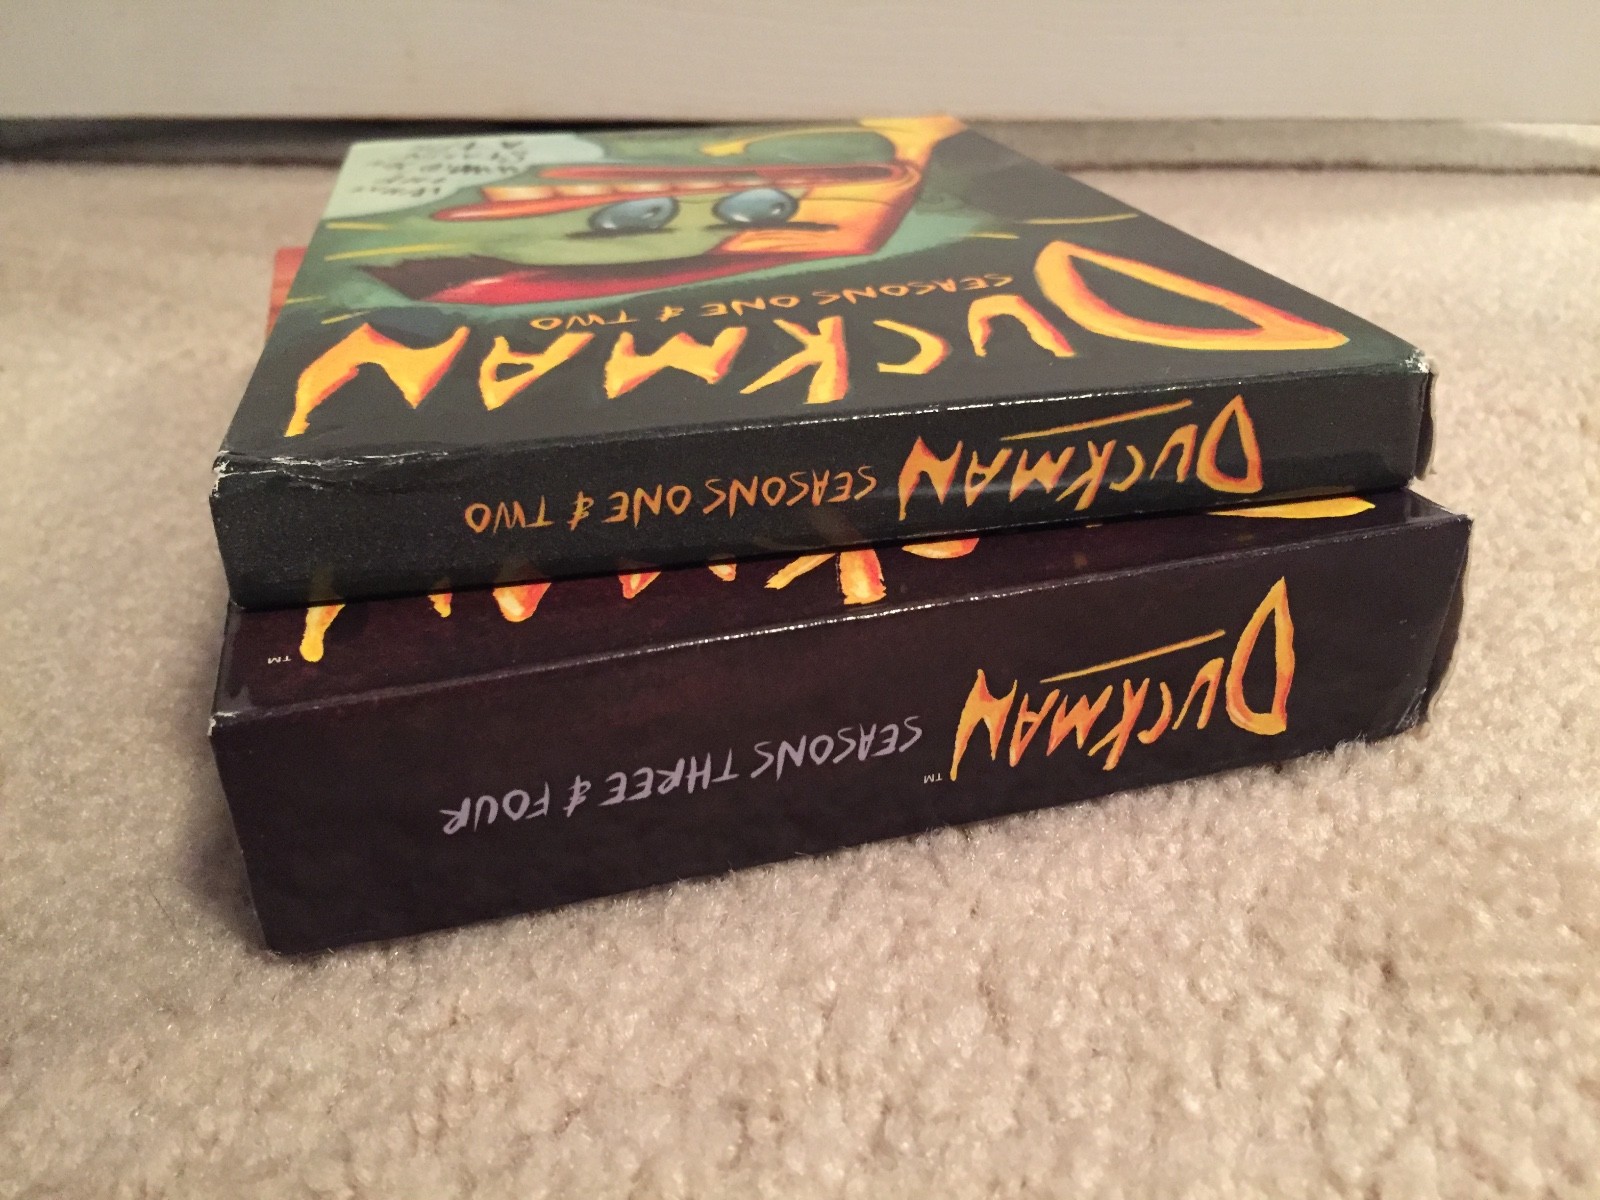 DUCKMAN
SEASONS ONE & TWO
DUCKMAN SEASONS ONE & TWO
TM
DUCKMAN TM SEASONS THREE & FOUR